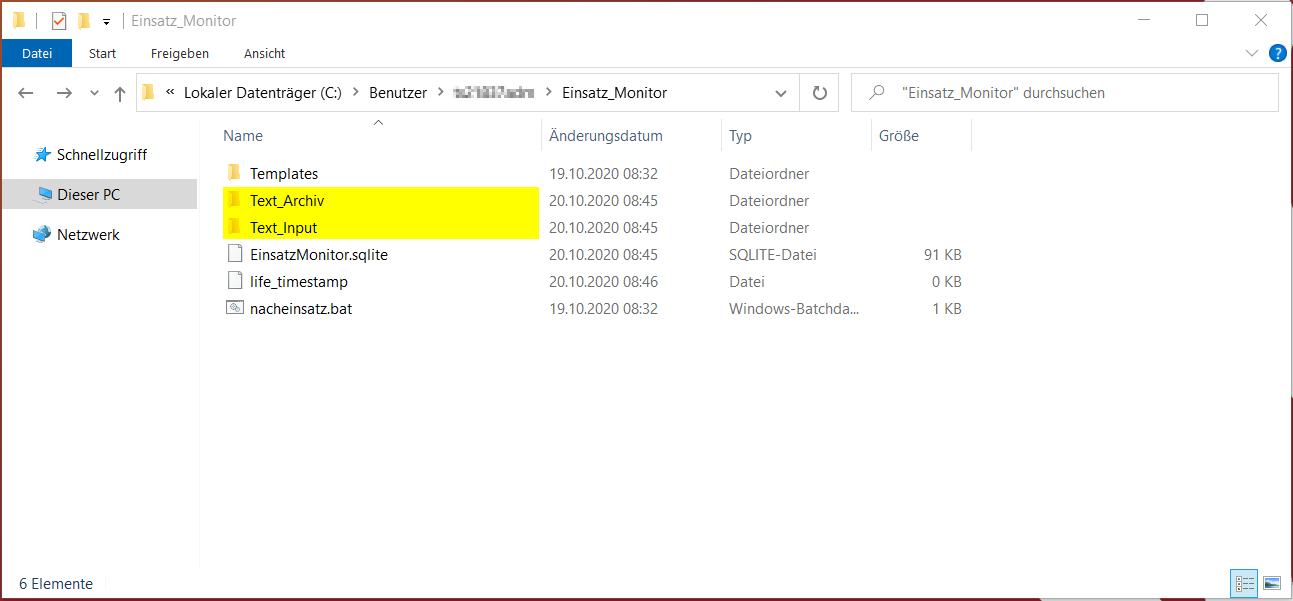 Einsatz_Monitor
Datei Start Freigeben Ansicht ?
« Lokaler Datenträger (C:) > Benutzer > > Einsatz_Monitor "Einsatz_Monitor" durchsuchen
Schnellzugriff
Dieser PC
Netzwerk
Name Änderungsdatum Typ Größe
Templates 19.10.2020 08:32 Dateiordner
Text_Archiv 20.10.2020 08:45 Dateiordner
Text_Input 20.10.2020 08:45 Dateiordner
EinsatzMonitor.sqlite 20.10.2020 08:45 SQLITE-Datei 91 KB
life_timestamp 20.10.2020 08:46 Datei 0 KB
nacheinsatz.bat 19.10.2020 08:32 Windows-Batchda... 1 KB
6 Elemente